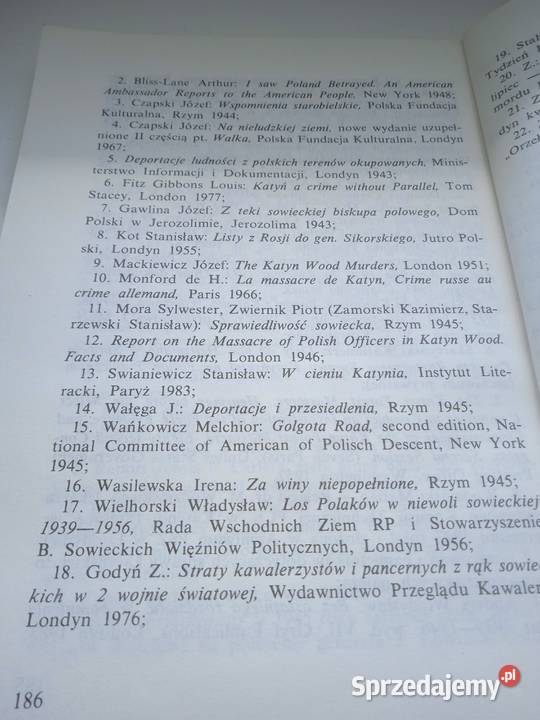 2. Bliss-Lane Arthur: I saw Poland Betrayed. An American
Ambassador Reports to the American People, New York 1948;
3. Czapski Józef: Wspomnienia starobielskie, Polska Fundacja
Kulturalna, Rzym 1944;
4. Czapski Józef: Na nieludzkiej ziemi, nowe wydanie uzupeł-
nione II częścią pt. Walka, Polska Fundacja Kulturalna, Londyn
1967;
5. Deportacje ludności z polskich terenów okupowanych, Minis-
terstwo Informacji i Dokumentacji, Londyn 1943;
6. Fitz Gibbons Louis: Katyń a crime without Parallel, Tom
Stacey, London 1977;
7. Gawlina Józef: Z teki sowieckiej biskupa polowego, Dom
Polski w Jerozolimie, Jerozolima 1943;
8. Kot Stanisław: Listy z Rosji do gen. Sikorskiego, Jutro Pol-
ski, Londyn 1955;
9. Mackiewicz Józef: The Katyn Wood Murders, London 1951;
10. Monford de H.: La massacre de Katyn, Crime russe au
crime allemand, Paris 1966;
11. Mora Sylwester, Zwiernik Piotr (Zamorski Kazimierz, Sta-
rzewski Stanisław): Sprawiedliwość sowiecka, Rzym 1945;
12. Report on the Massacre of Polish Officers in Katyn Wood.
Facts and Documents, London 1946;
13. Swianiewicz Stanisław: W cieniu Katynia, Instytut Lite-
racki, Paryż 1983;
14. Wałęga J.: Deportacje i przesiedlenia, Rzym 1945;
15. Wańkowicz Melchior: Golgota Road, second edition, Na-
tional Committee of American of Polisch Descent, New York
1945;
16. Wasilewska Irena: Za winy niepopełnione, Rzym 1945;
17. Wielhorski Władysław: Los Polaków w niewoli sowieckiej
1939—1956, Rada Wschodnich Ziem RP i Stowarzyszenie
B. Sowieckich Więźniów Politycznych, Londyn 1956;
18. Godyń Z.: Straty kawalerzystów i pancernych z rąk sowie
kich w 2 wojnie światowej, Wydawnictwo Przeglądu Kawaler
Londyn 1976;
186
19. Stal
Tydzień
20. Z.:
lipiec —
mordu
21. Z
dyn kw
22.
„Orzeł
Sprzedajemy.pl